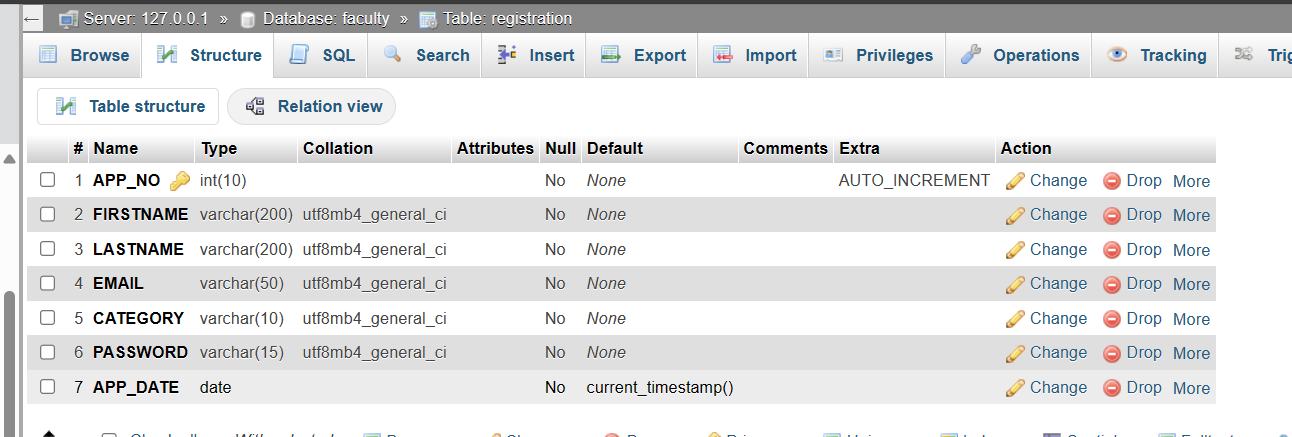 ← Server: 127.0.0.1 » Database: faculty » Table: registration
Browse Structure SQL Search Insert Export Import Privileges Operations Tracking
Table structure Relation view
# Name Type Collation Attributes Null Default Comments Extra Action
1 APP_NO int(10) No None AUTO_INCREMENT Change Drop More
2 FIRSTNAME varchar(200) utf8mb4_general_ci No None Change Drop More
3 LASTNAME varchar(200) utf8mb4_general_ci No None Change Drop More
4 EMAIL varchar(50) utf8mb4_general_ci No None Change Drop More
5 CATEGORY varchar(10) utf8mb4_general_ci No None Change Drop More
6 PASSWORD varchar(15) utf8mb4_general_ci No None Change Drop More
7 APP_DATE date No current_timestamp() Change Drop More